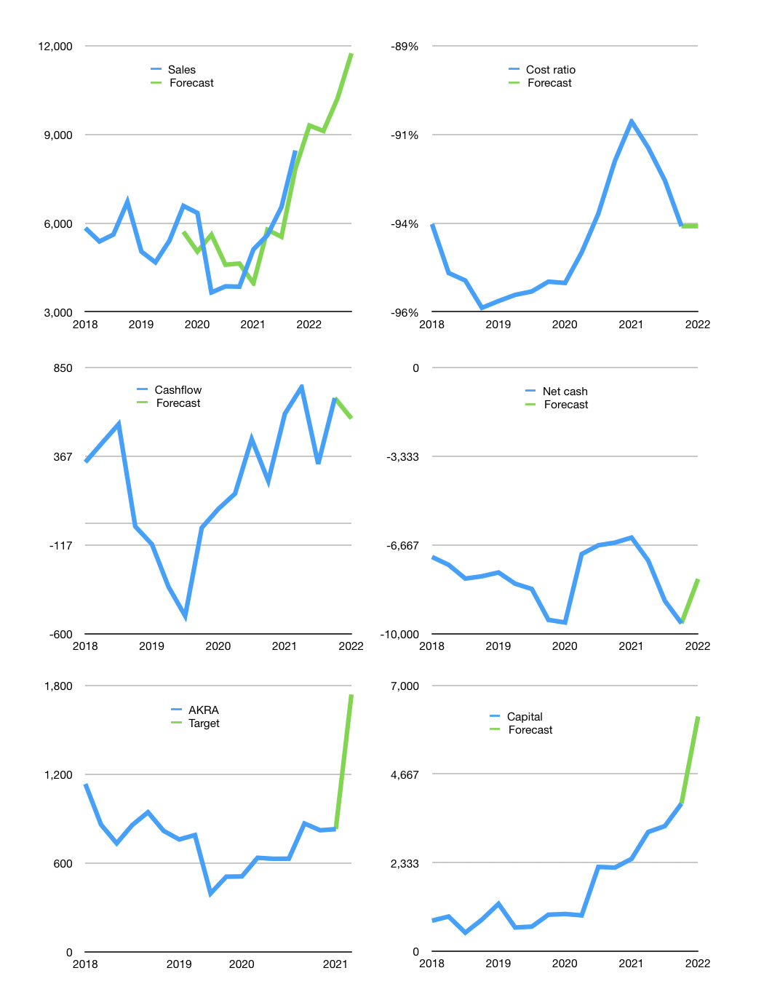 12,000
Sales
Forecast
9,000
6,000
3,000
2018 2019 2020 2021 2022
-89%
Cost ratio
Forecast
-91%
-94%
-96%
2018 2019 2020 2021 2022
850
Cashflow
Forecast
367
-117
-600
2018 2019 2020 2021 2022
0
Net cash
Forecast
-3,333
-6,667
-10,000
2018 2019 2020 2021 2022
1,800
AKRA
Target
1,200
600
0
2018 2019 2020 2021
7,000
Capital
Forecast
4,667
2,333
0
2018 2019 2020 2021 2022